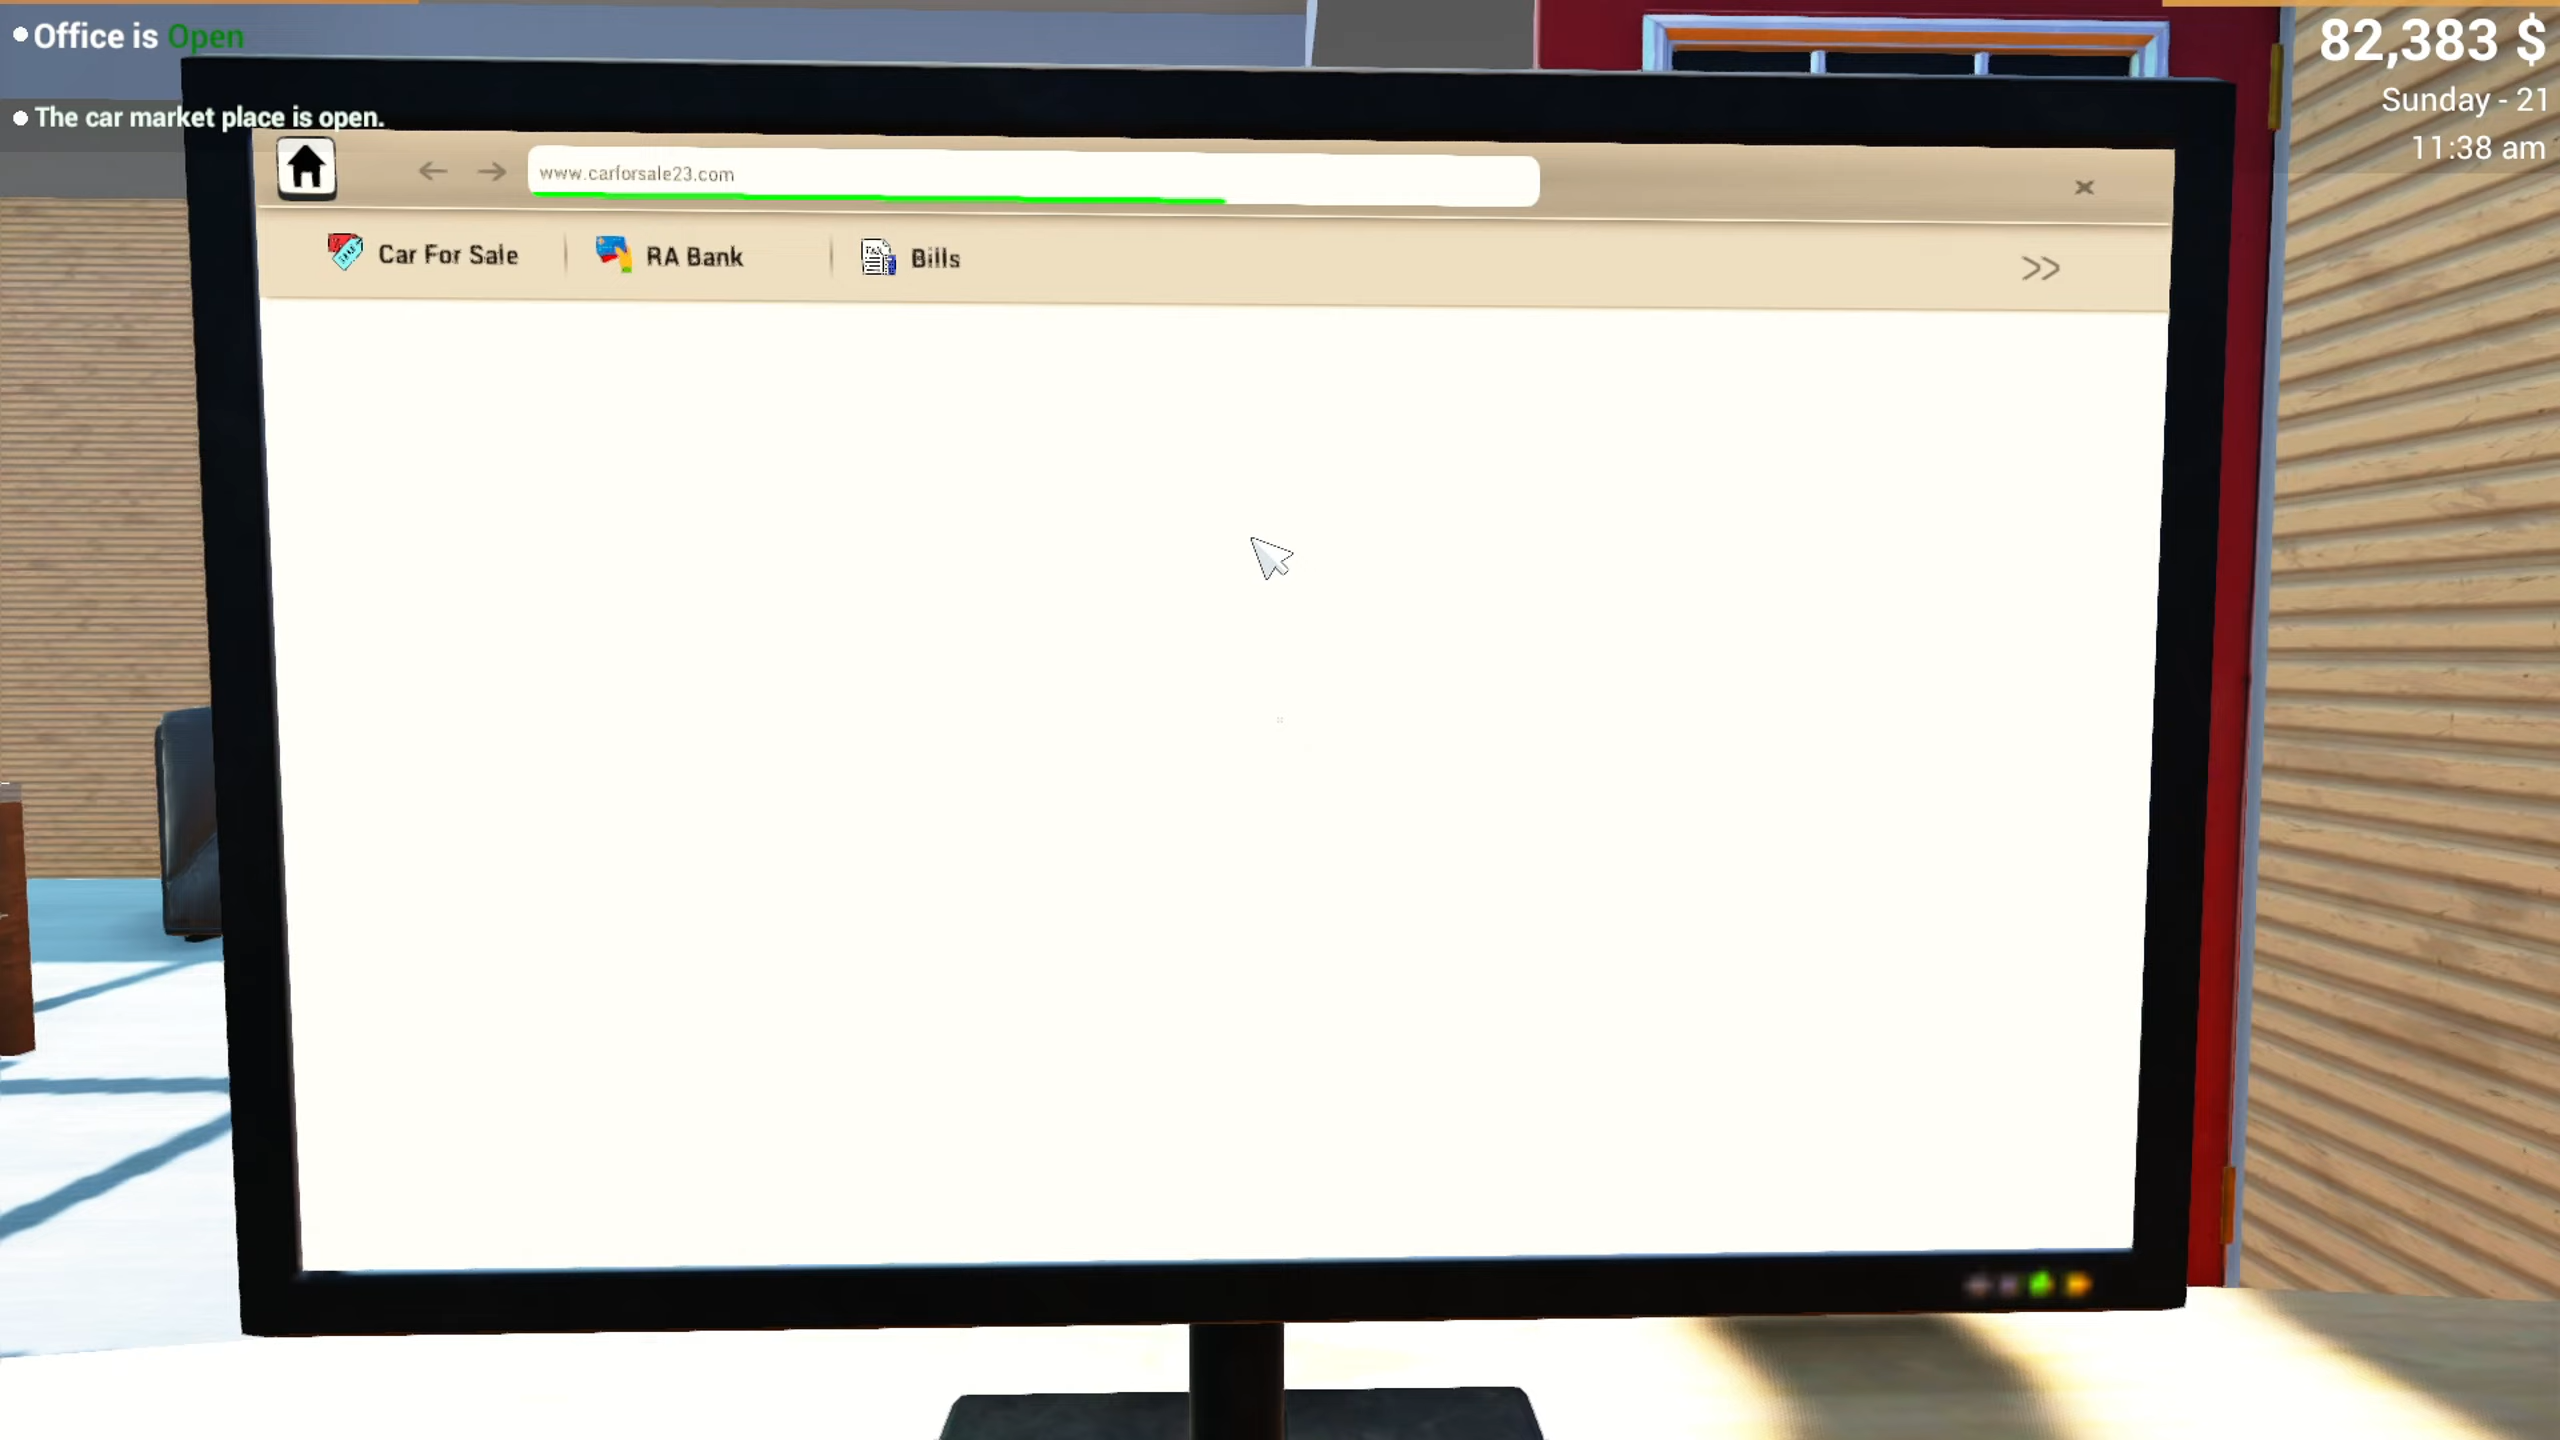 Office is Open
82,383 $
Sunday - 21
The car market place is open.
11:38 am
www.carforsale23.com
Car For Sale
RA Bank
Bills
>>